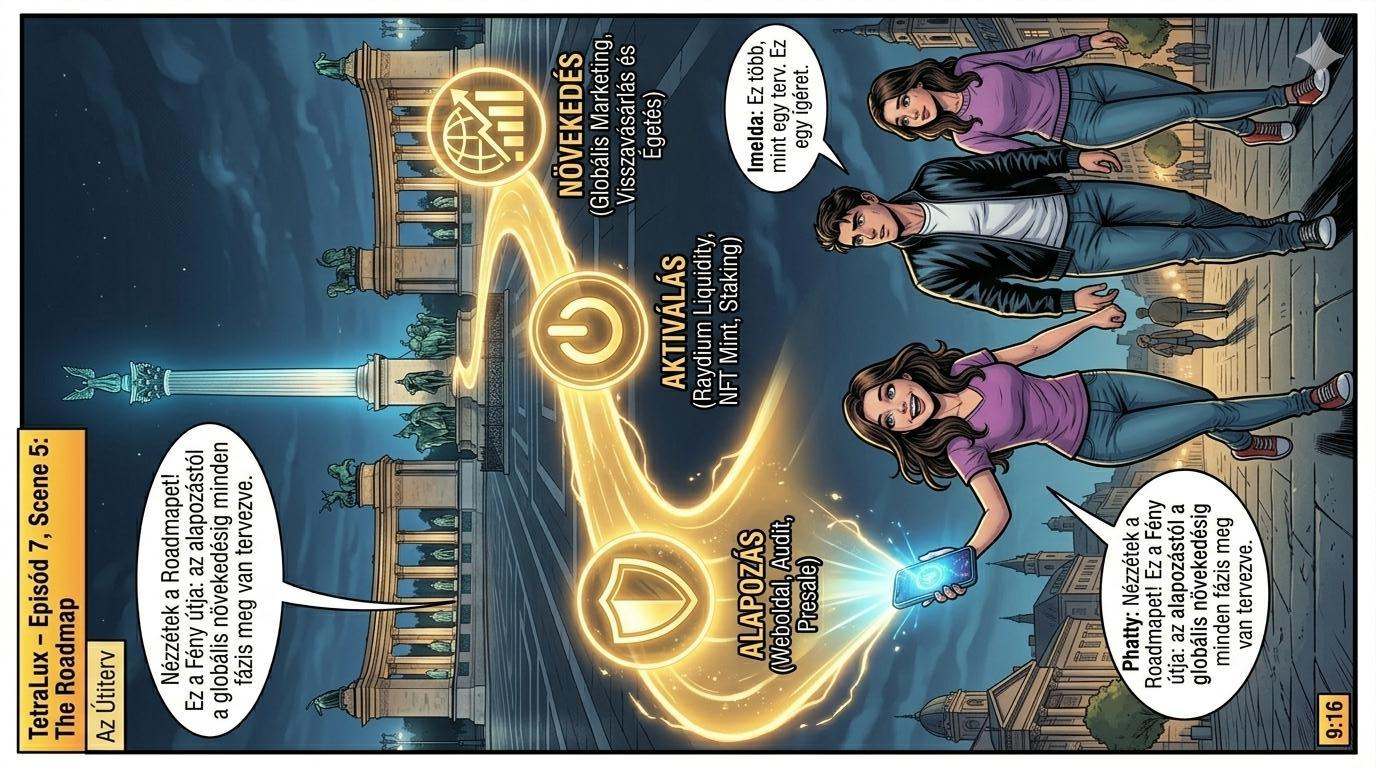 TetraLux – Episód 7, Scene 5:
The Roadmap
Az Útiterv
Nézzétek a Roadmapet!
Ez a Fény útja: az alapozástól
a globális növekedésig minden
fázis meg van tervezve.
ALAPOZÁS
(Weboldal, Audit,
Presale)
AKTIVÁLÁS
(Raydium Liquidity,
NFT Mint, Staking)
NÖVEKEDÉS
(Globális Marketing,
Visszavásárlás és
Égetés)
Imelda: Ez több,
mint egy terv. Ez
egy ígéret.
Phatty: Nézzétek a
Roadmapet! Ez a Fény
útja: az alapozástól a
globális növekedésig
minden fázis meg
van tervezve.
9:16